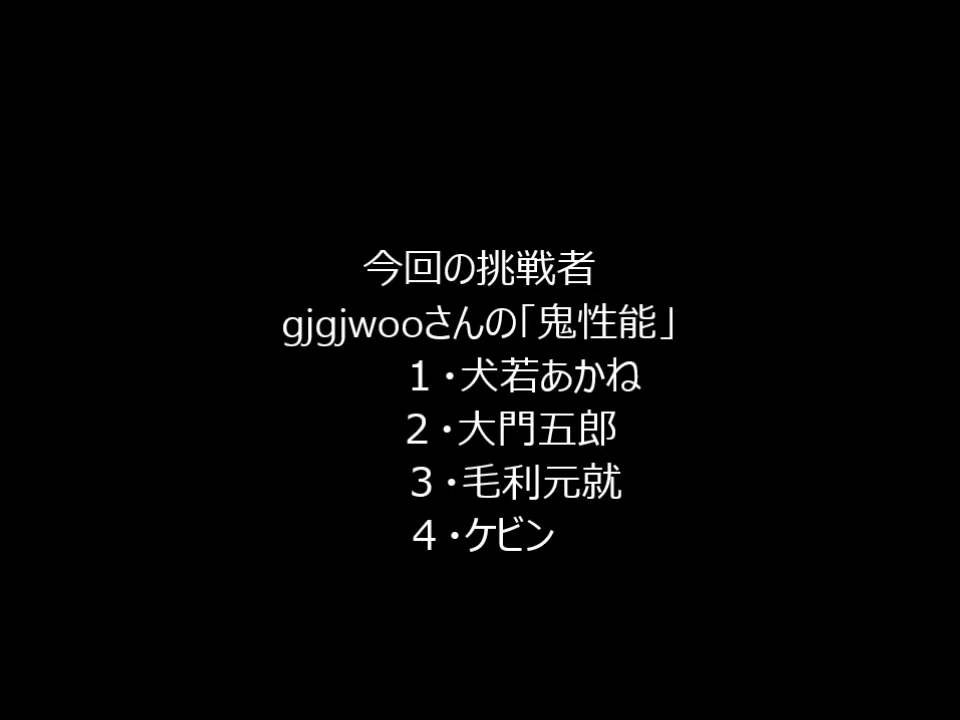 今回の挑戦者
gjgjwooさんの「鬼性能」
１・犬若あかね
２・大門五郎
３・毛利元就
４・ケビン